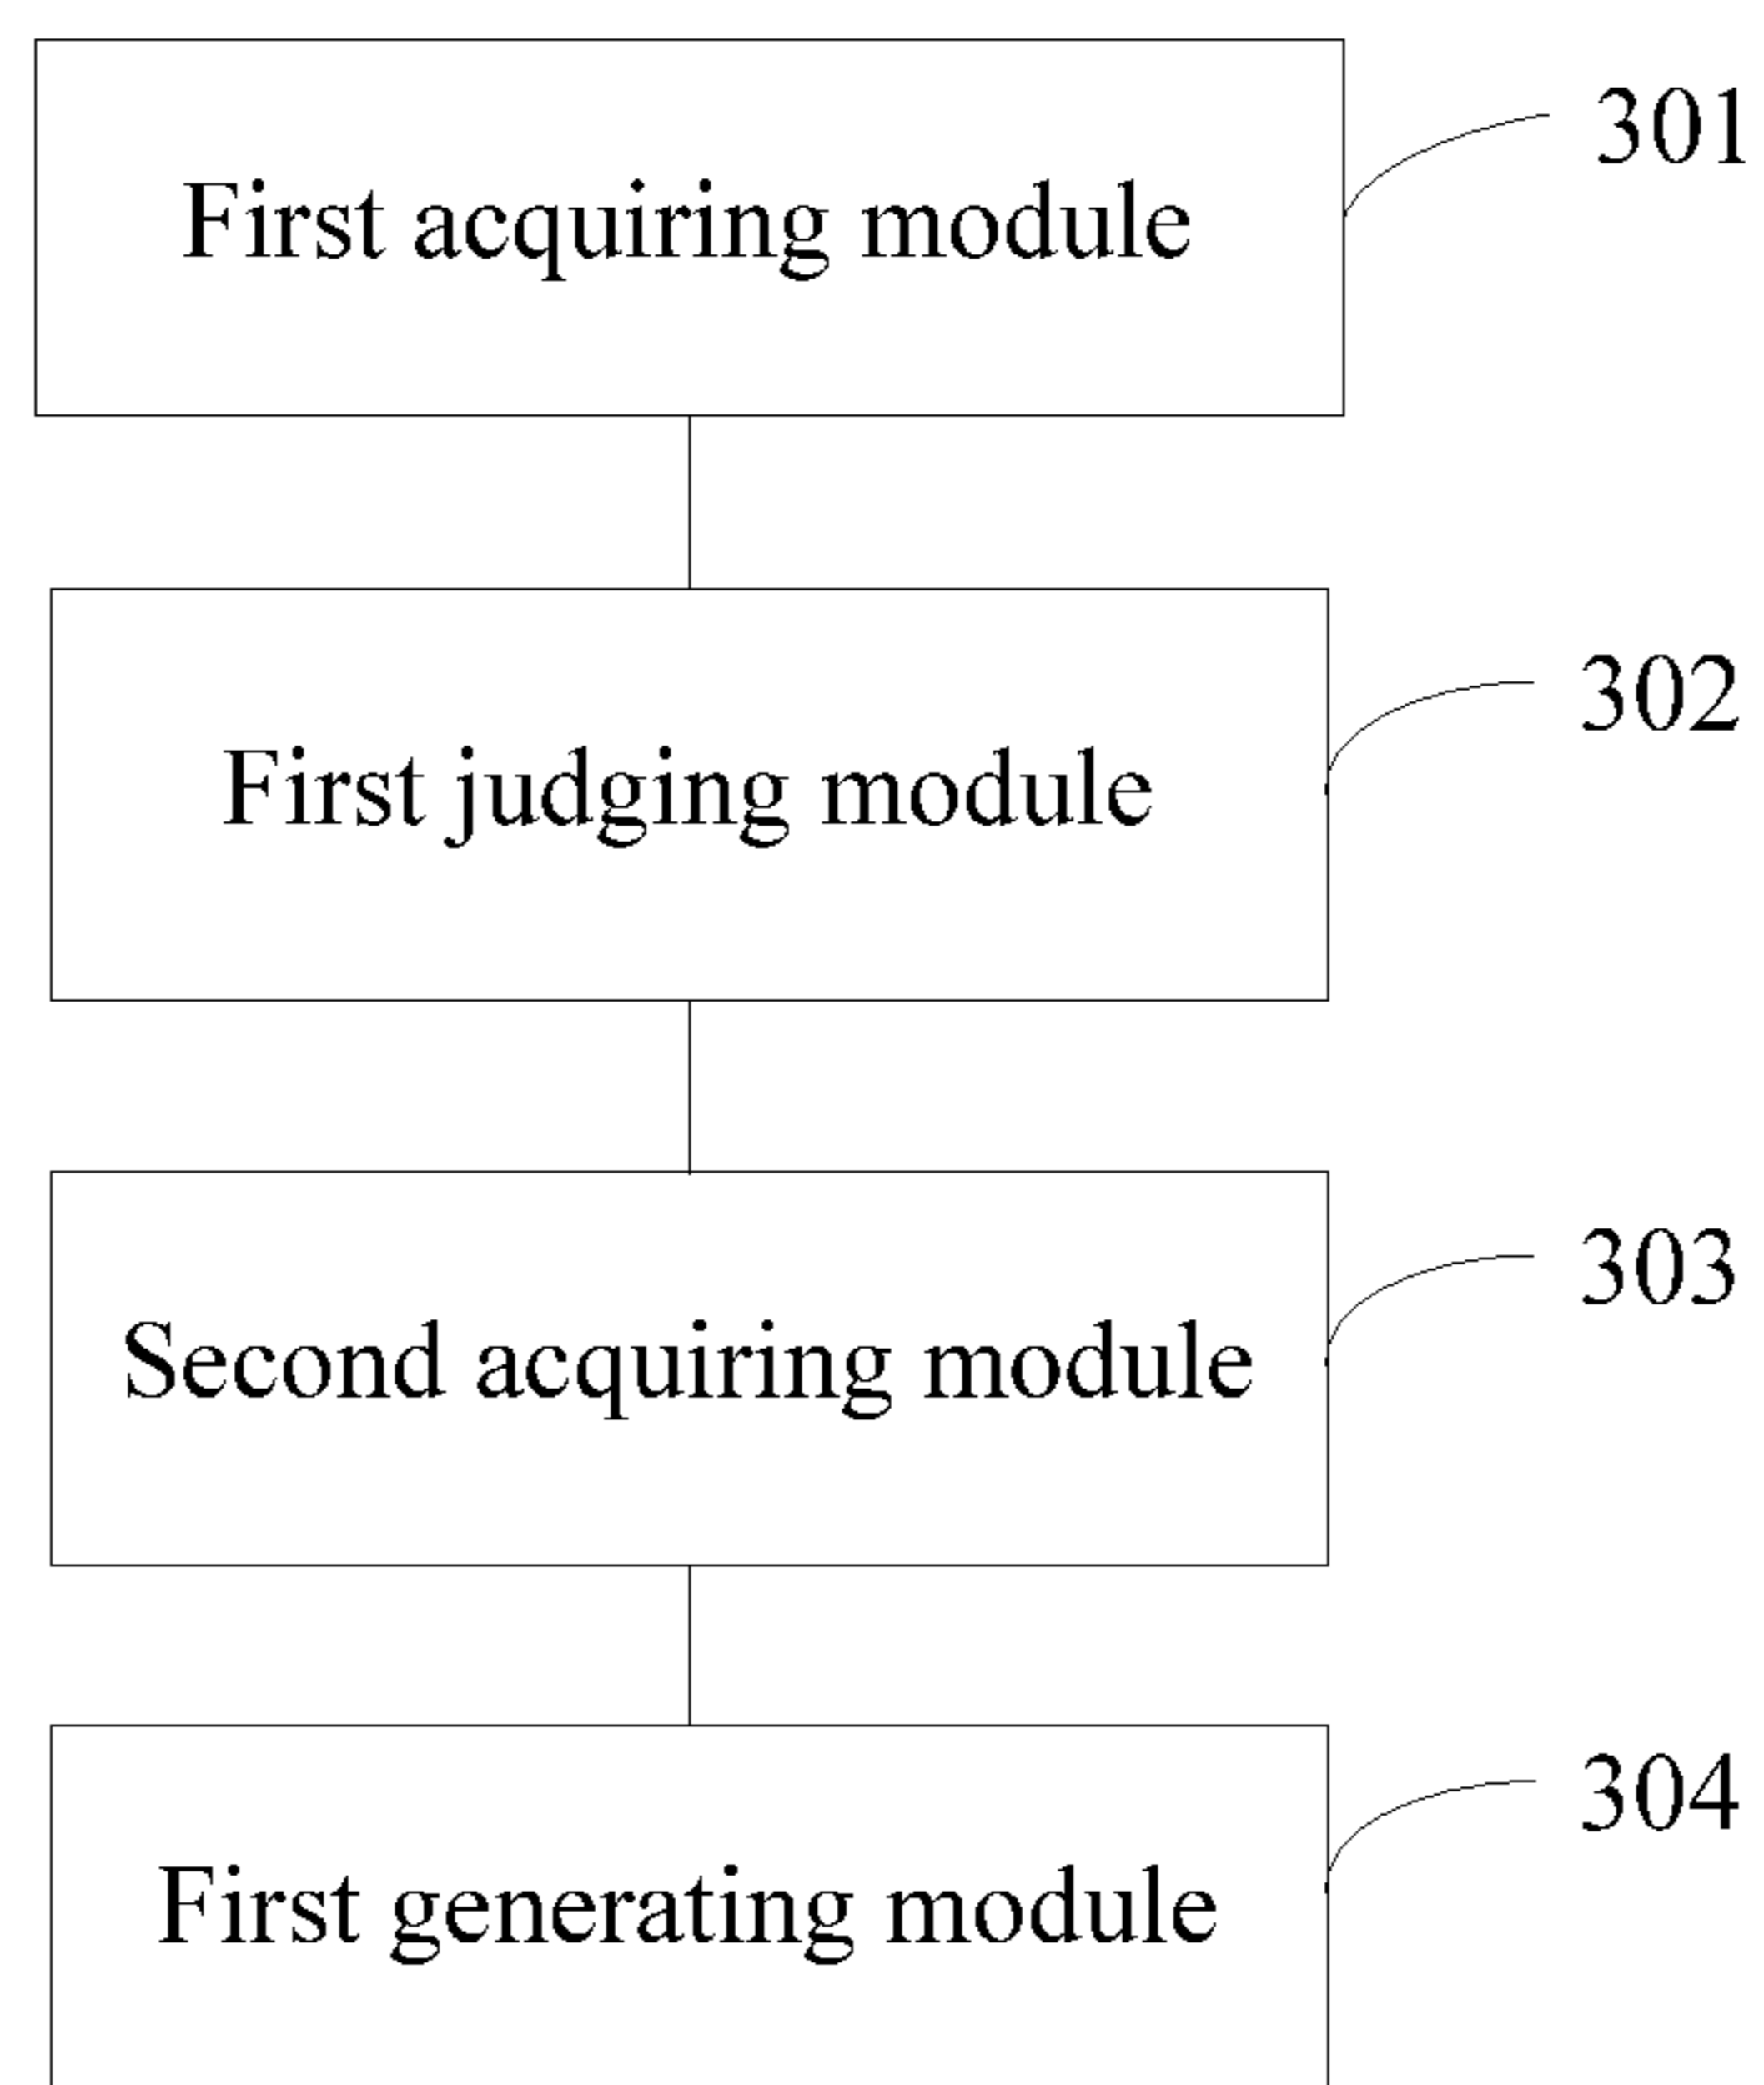 First acquiring module
301
First judging module
302
Second acquiring module
303
First generating module
304